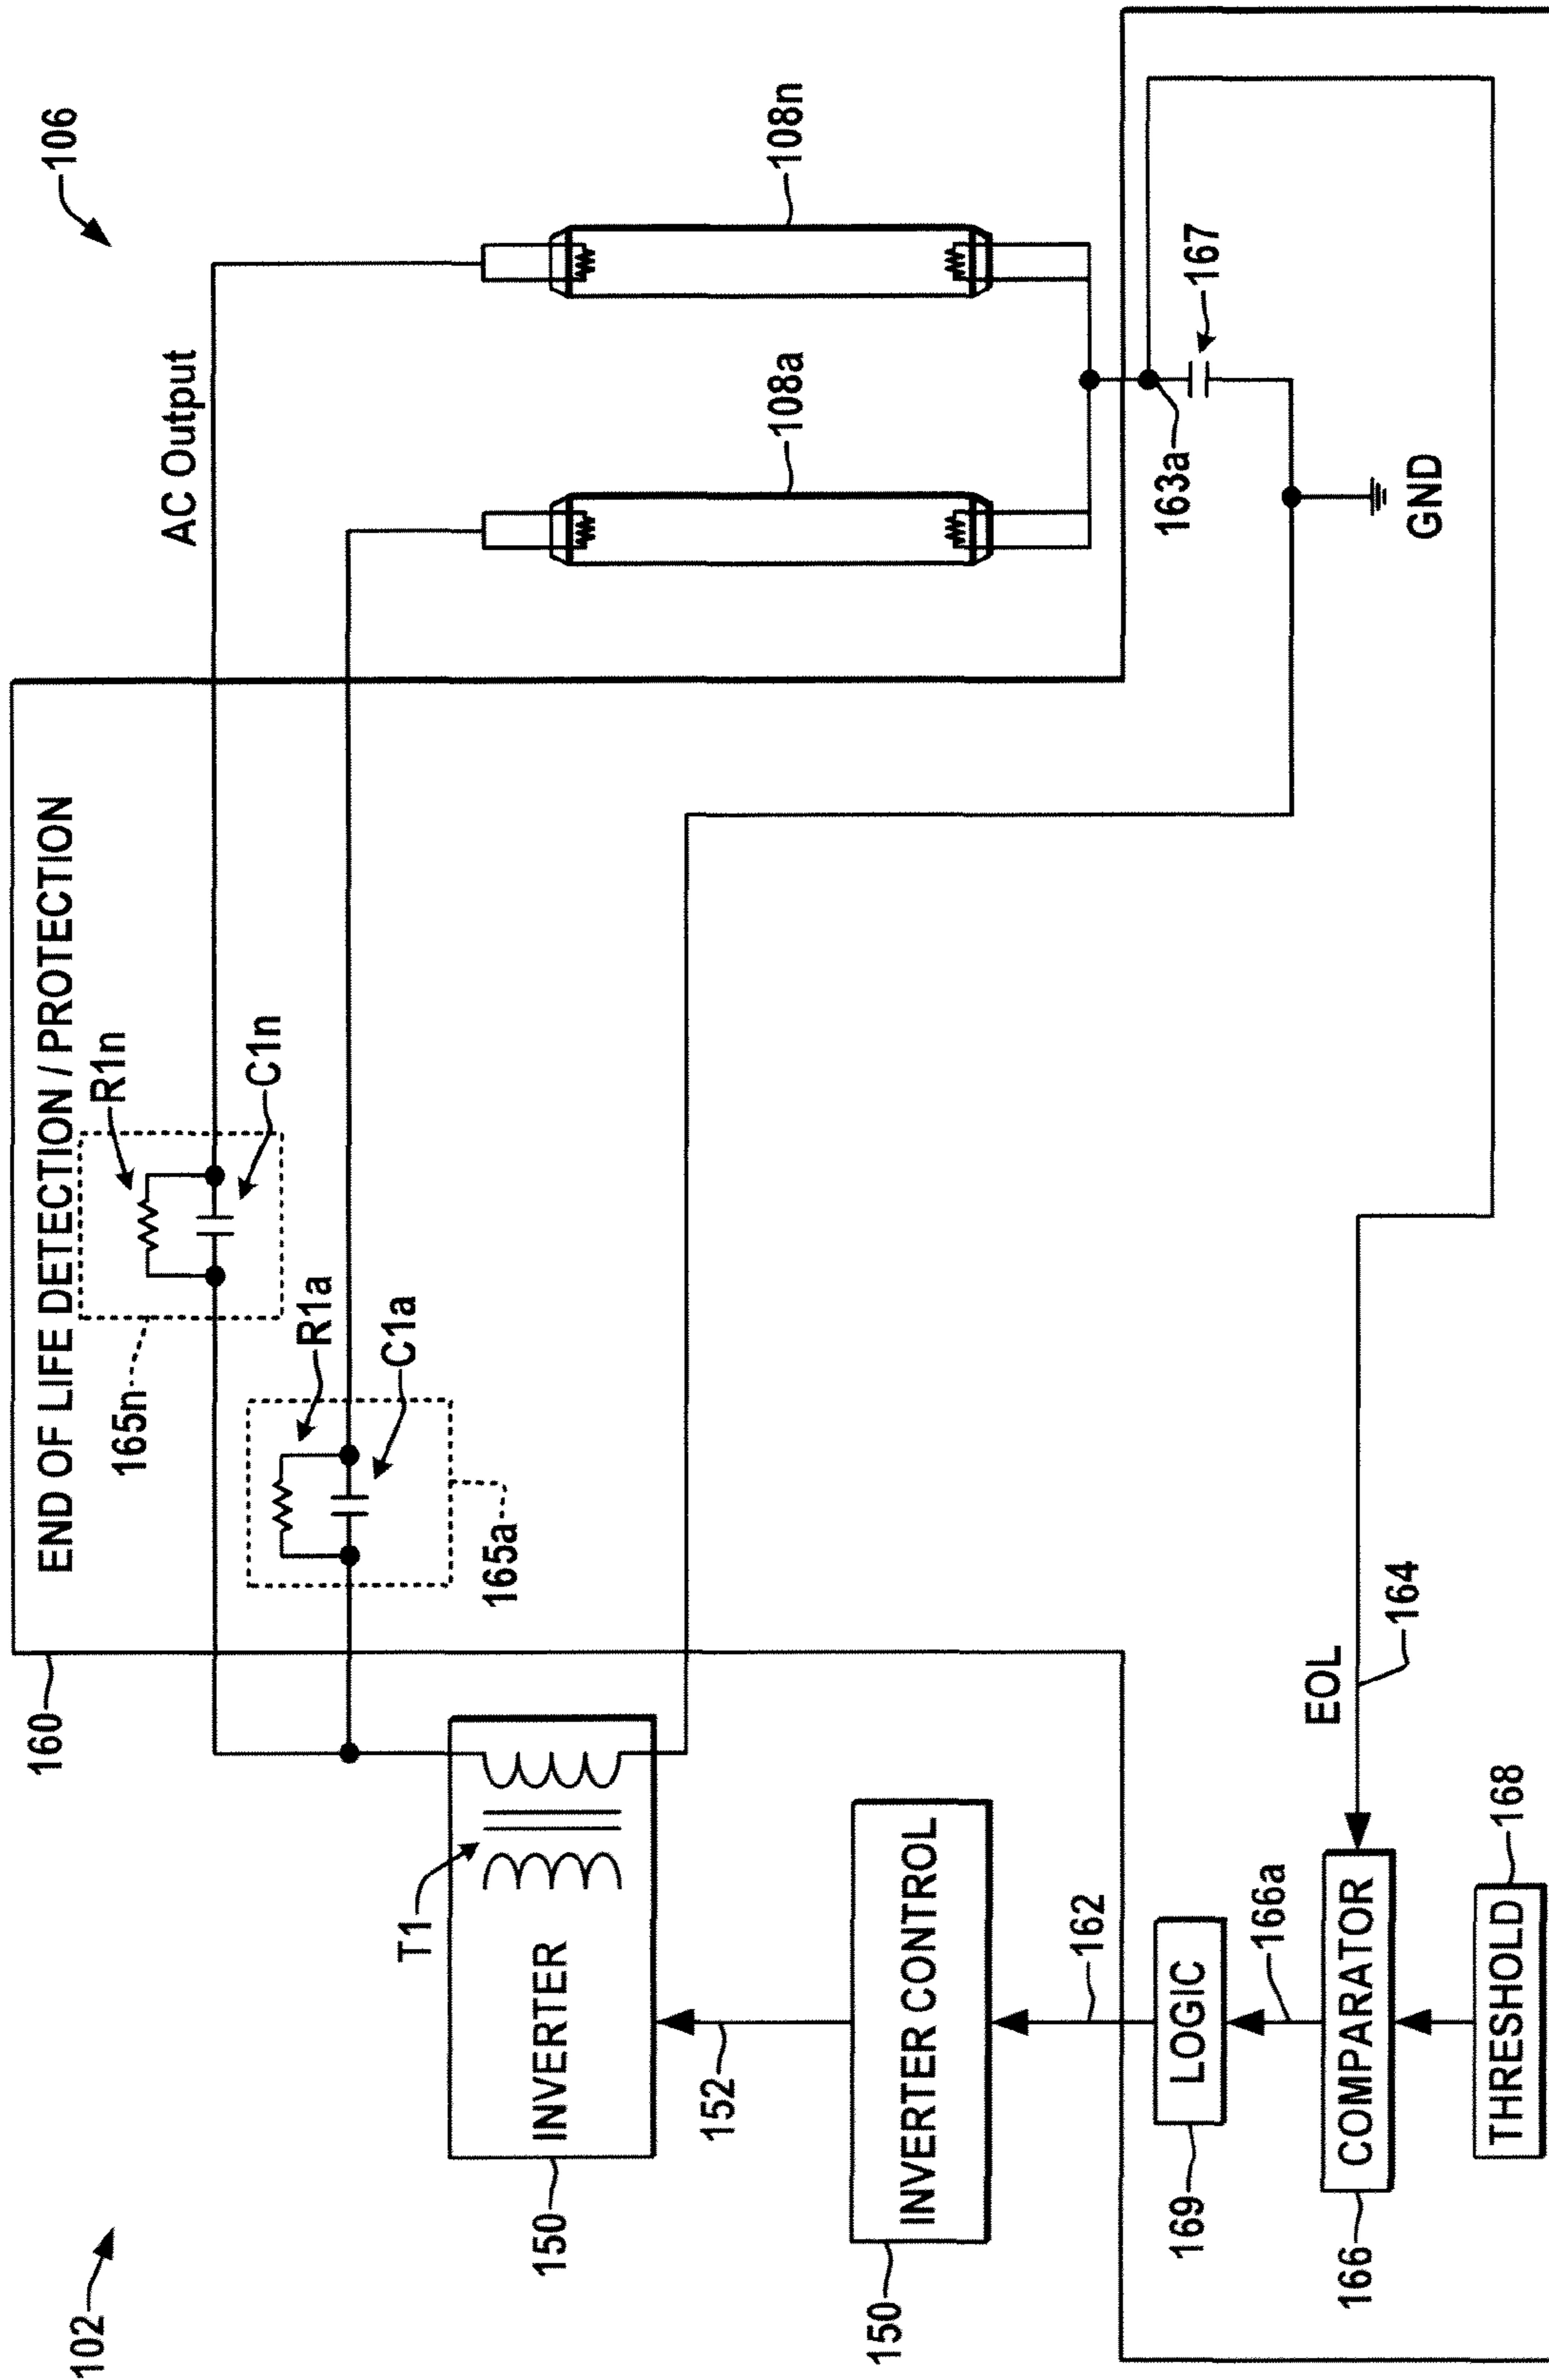 102
106
160
END OF LIFE DETECTION / PROTECTION
165n
R1n
C1n
AC Output
R1a
C1a
165a
T1
INVERTER
150
108a
108n
152
INVERTER CONTROL
150
162
163a
167
GND
LOGIC
169
166a
EOL
164
COMPARATOR
166
THRESHOLD
168